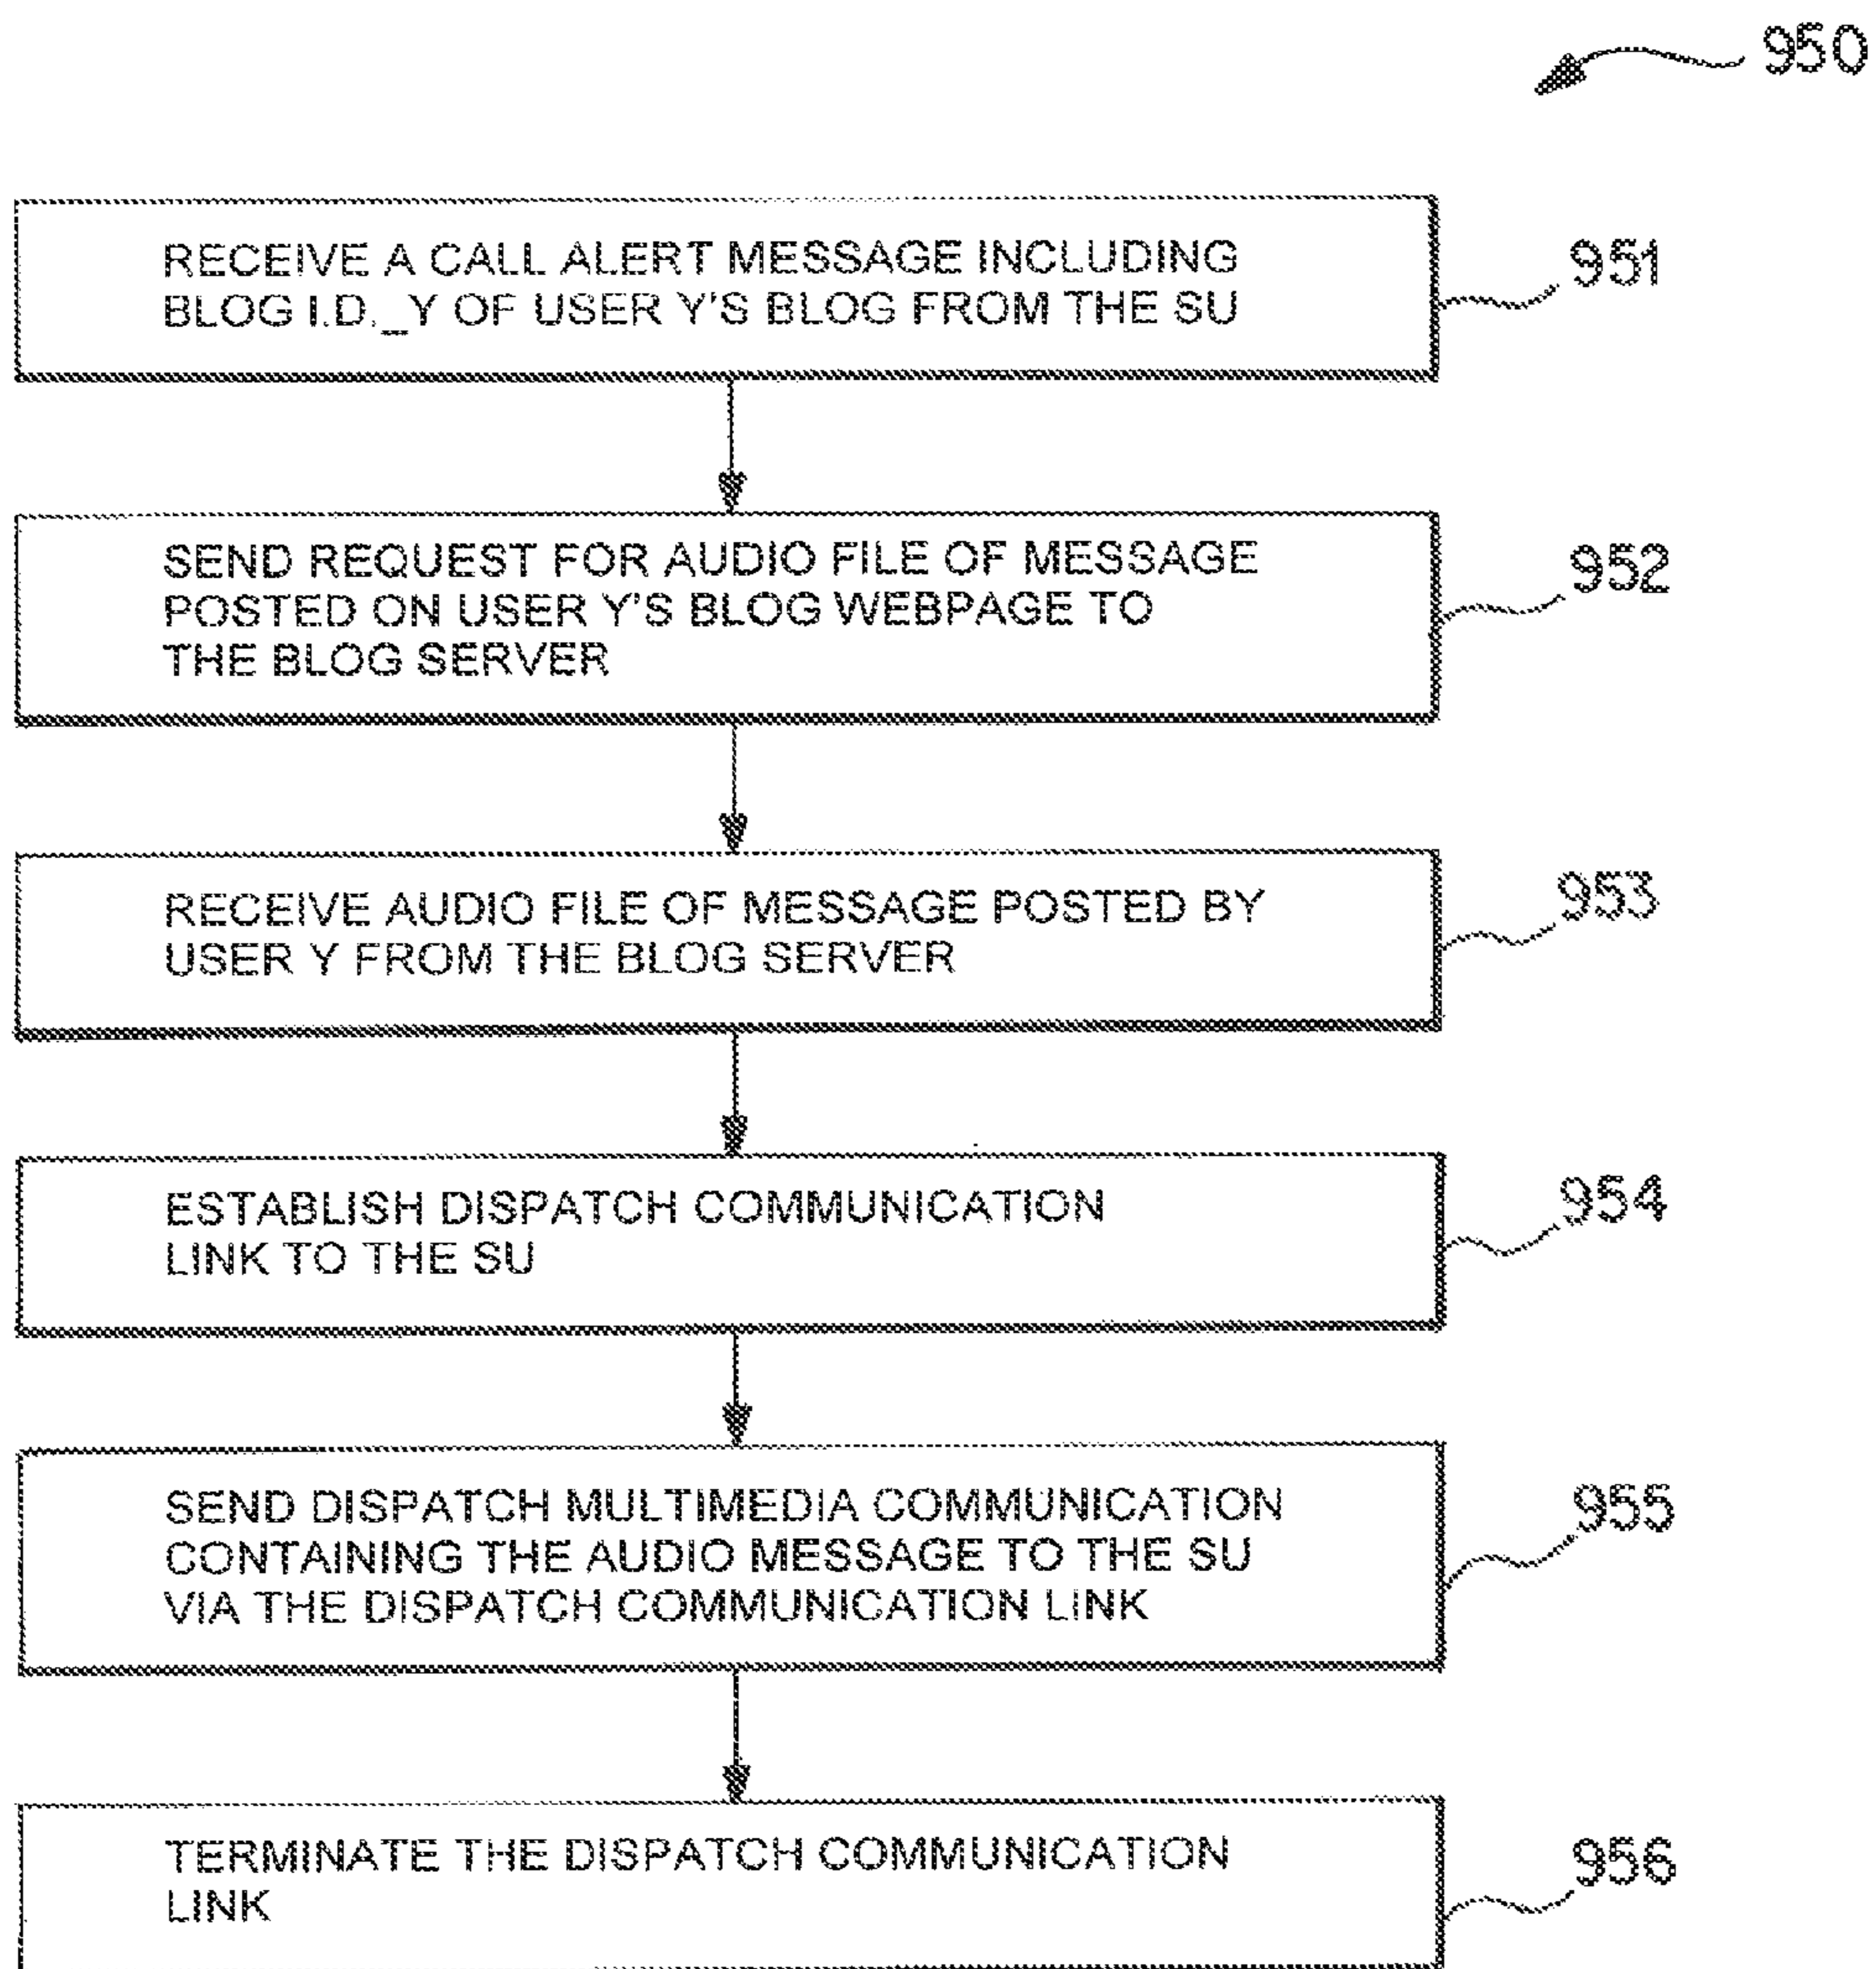 950
RECEIVE A CALL ALERT MESSAGE INCLUDING
BLOG I.D._Y OF USER Y'S BLOG FROM THE SU
951
SEND REQUEST FOR AUDIO FILE OF MESSAGE
POSTED ON USER Y'S BLOG WEBPAGE TO
THE BLOG SERVER
952
RECEIVE AUDIO FILE OF MESSAGE POSTED BY
USER Y FROM THE BLOG SERVER
953
ESTABLISH DISPATCH COMMUNICATION
LINK TO THE SU
954
SEND DISPATCH MULTIMEDIA COMMUNICATION
CONTAINING THE AUDIO MESSAGE TO THE SU
VIA THE DISPATCH COMMUNICATION LINK
955
TERMINATE THE DISPATCH COMMUNICATION
LINK
956